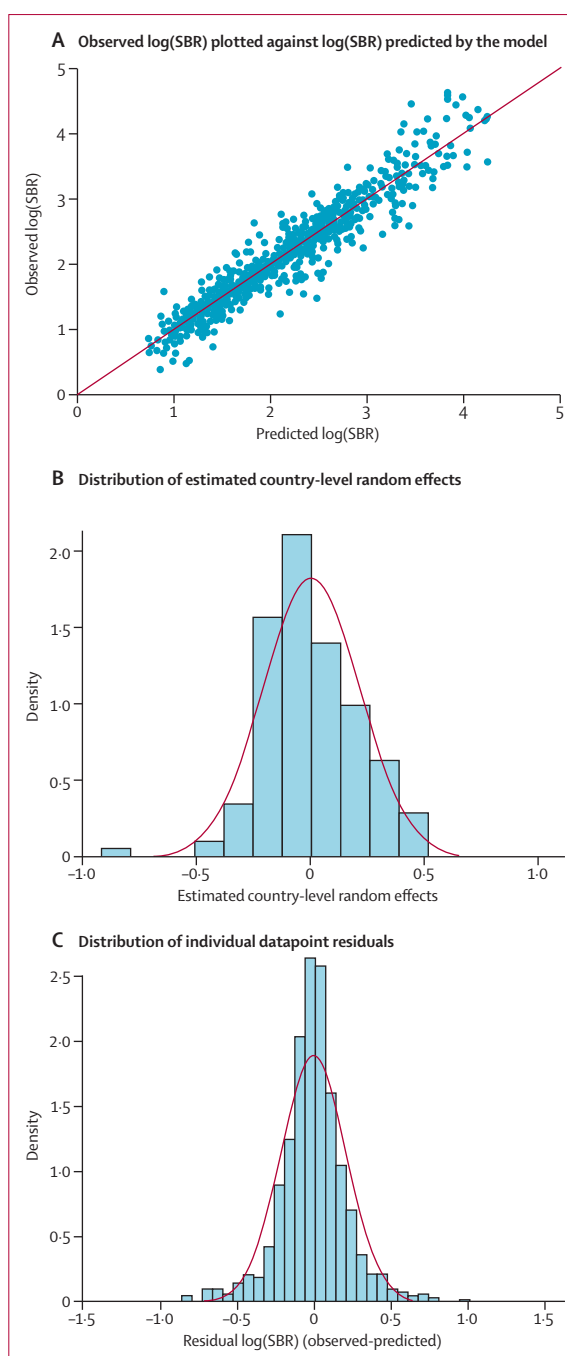 A Observed log(SBR) plotted against log(SBR) predicted by the model
5
4
3
2
1
0
Observed log(SBR)
0 1 2 3 4 5
Predicted log(SBR)
B Distribution of estimated country-level random effects
2·0
1·5
1·0
0·5
0
Density
−1·0 −0·5 0 0·5 1·0
Estimated country-level random effects
C Distribution of individual datapoint residuals
2·5
2·0
1·5
1·0
0·5
0
Density
−1·5 −1·0 −0·5 0 0·5 1·0 1·5
Residual log(SBR) (observed-predicted)